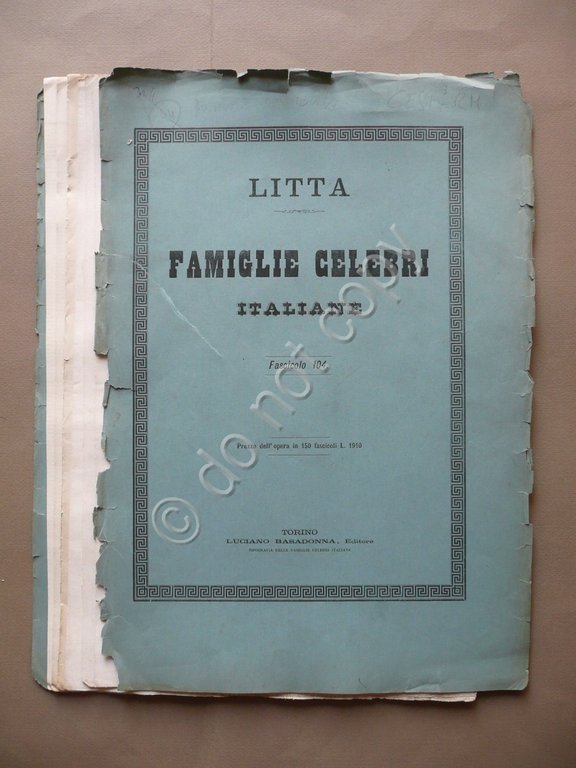 LITTA
FAMIGLIE CELEBRI
ITALIANE
Fascicolo 104
Prezzo dell'opera in 150 fascicoli L. 1910
TORINO
LUCIANO BASADONNA, Editore
TIPOGRAFIA DELLE FAMIGLIE CELEBRI ITALIANE
© do not copy